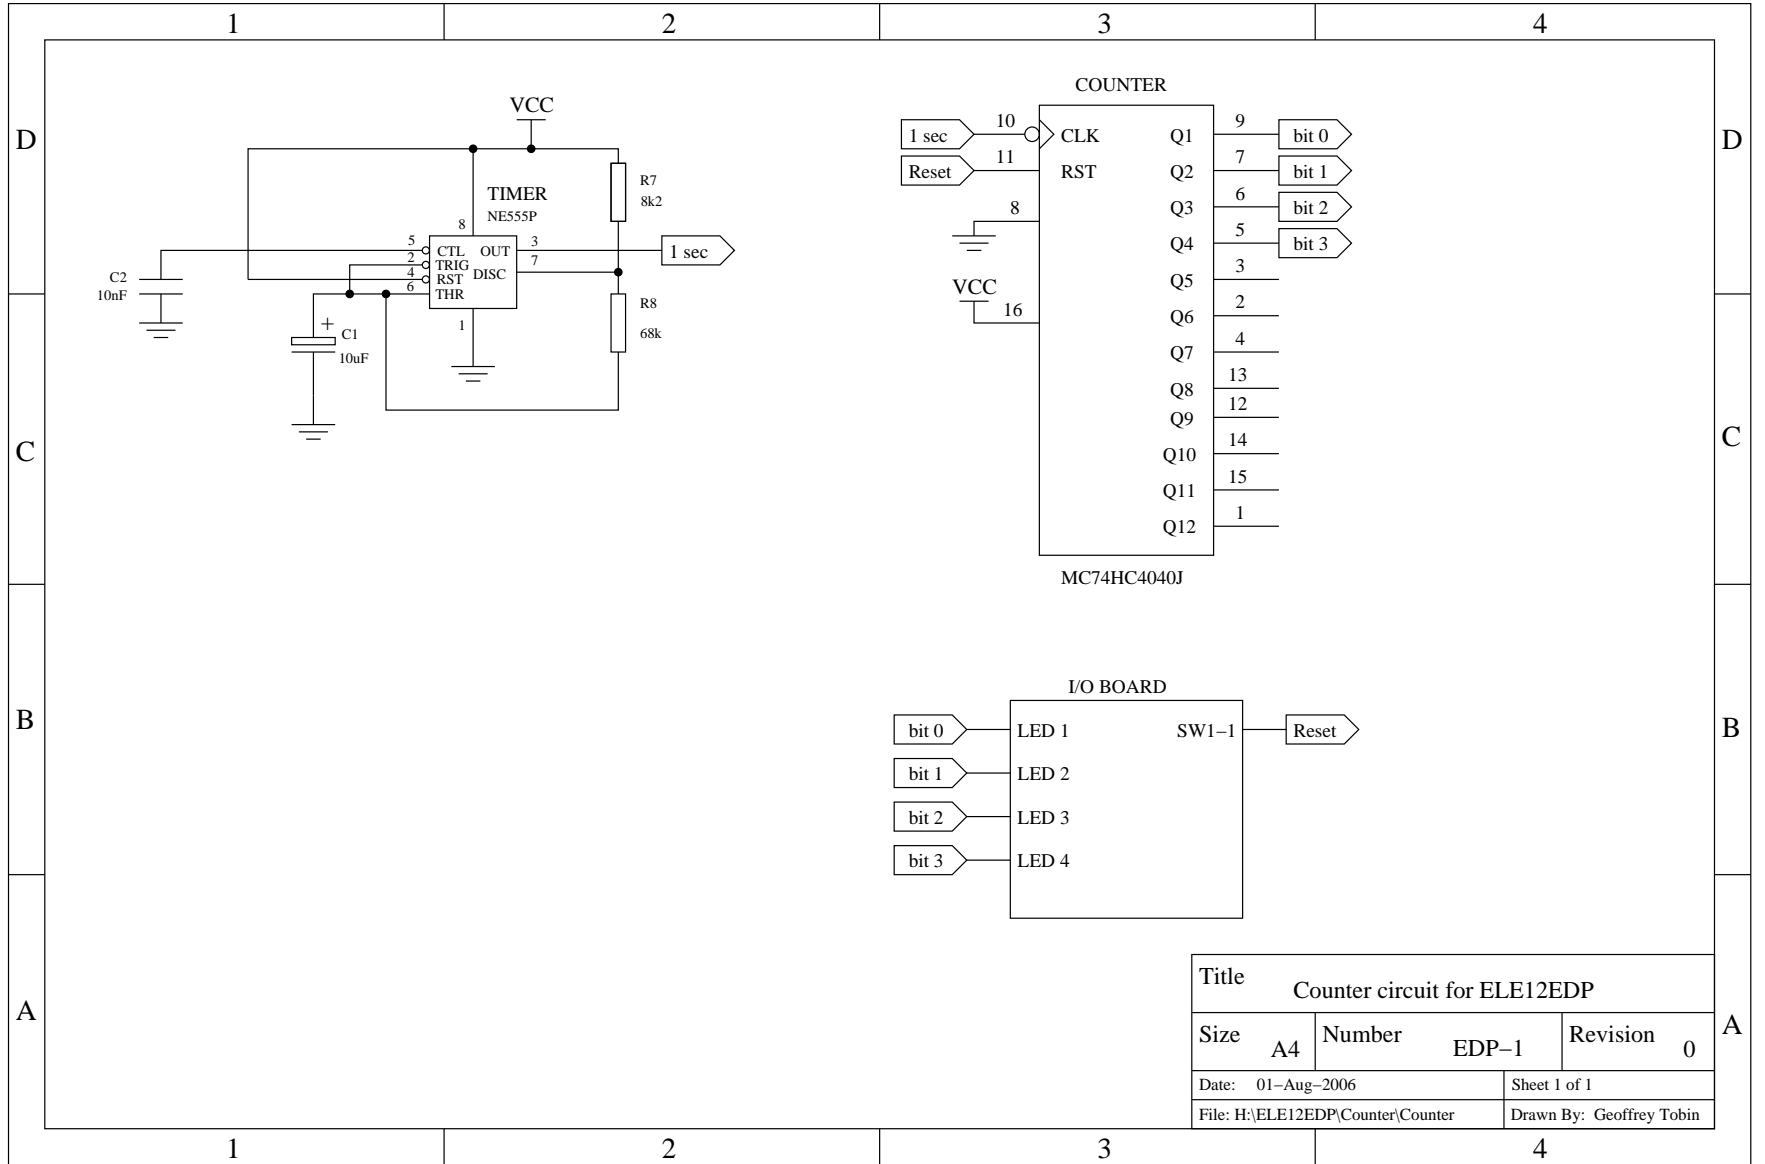 1 2 3 4
D
C
B
A
VCC
TIMER
NE555P
8
R7
8k2
5
2
4
6
CTL
TRIG
RST
THR
OUT
DISC
3
7
1 sec
C2
10nF
+
C1
10uF
1
R8
68k
COUNTER
1 sec 10 CLK Q1 9 bit 0
Reset 11 RST Q2 7 bit 1
8 Q3 6 bit 2
Q4 5 bit 3
Q5 3
VCC
16
Q6 2
Q7 4
Q8 13
Q9 12
Q10 14
Q11 15
Q12 1
MC74HC4040J
I/O BOARD
bit 0 LED 1 SW1−1 Reset
bit 1 LED 2
bit 2 LED 3
bit 3 LED 4
D
C
B
A
Title
Counter circuit for ELE12EDP
Size A4 Number EDP−1 Revision 0
Date: 01−Aug−2006 Sheet 1 of 1
File: H:\ELE12EDP\Counter\Counter Drawn By: Geoffrey Tobin
1 2 3 4